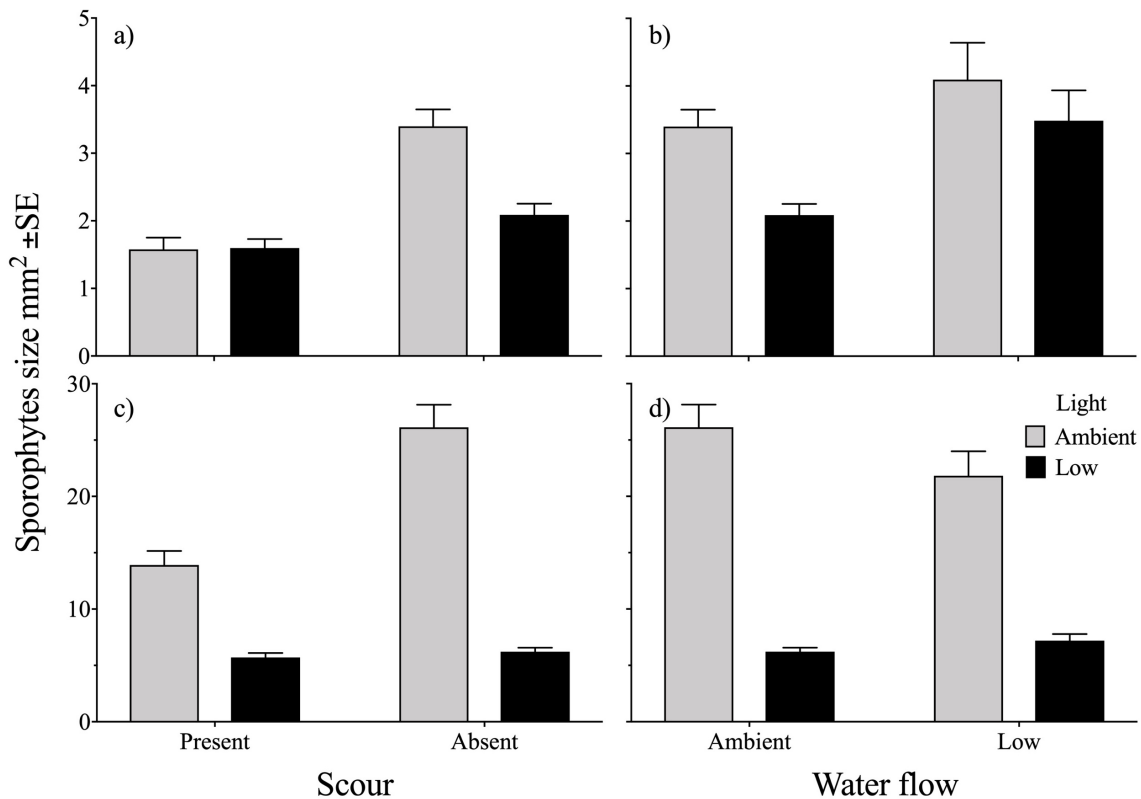 a)
b)
5
4
3
2
1
0
Sporophytes size mm² ±SE
c)
d)
30
20
10
0
Light
Ambient
Low
Present
Absent
Ambient
Low
Scour
Water flow